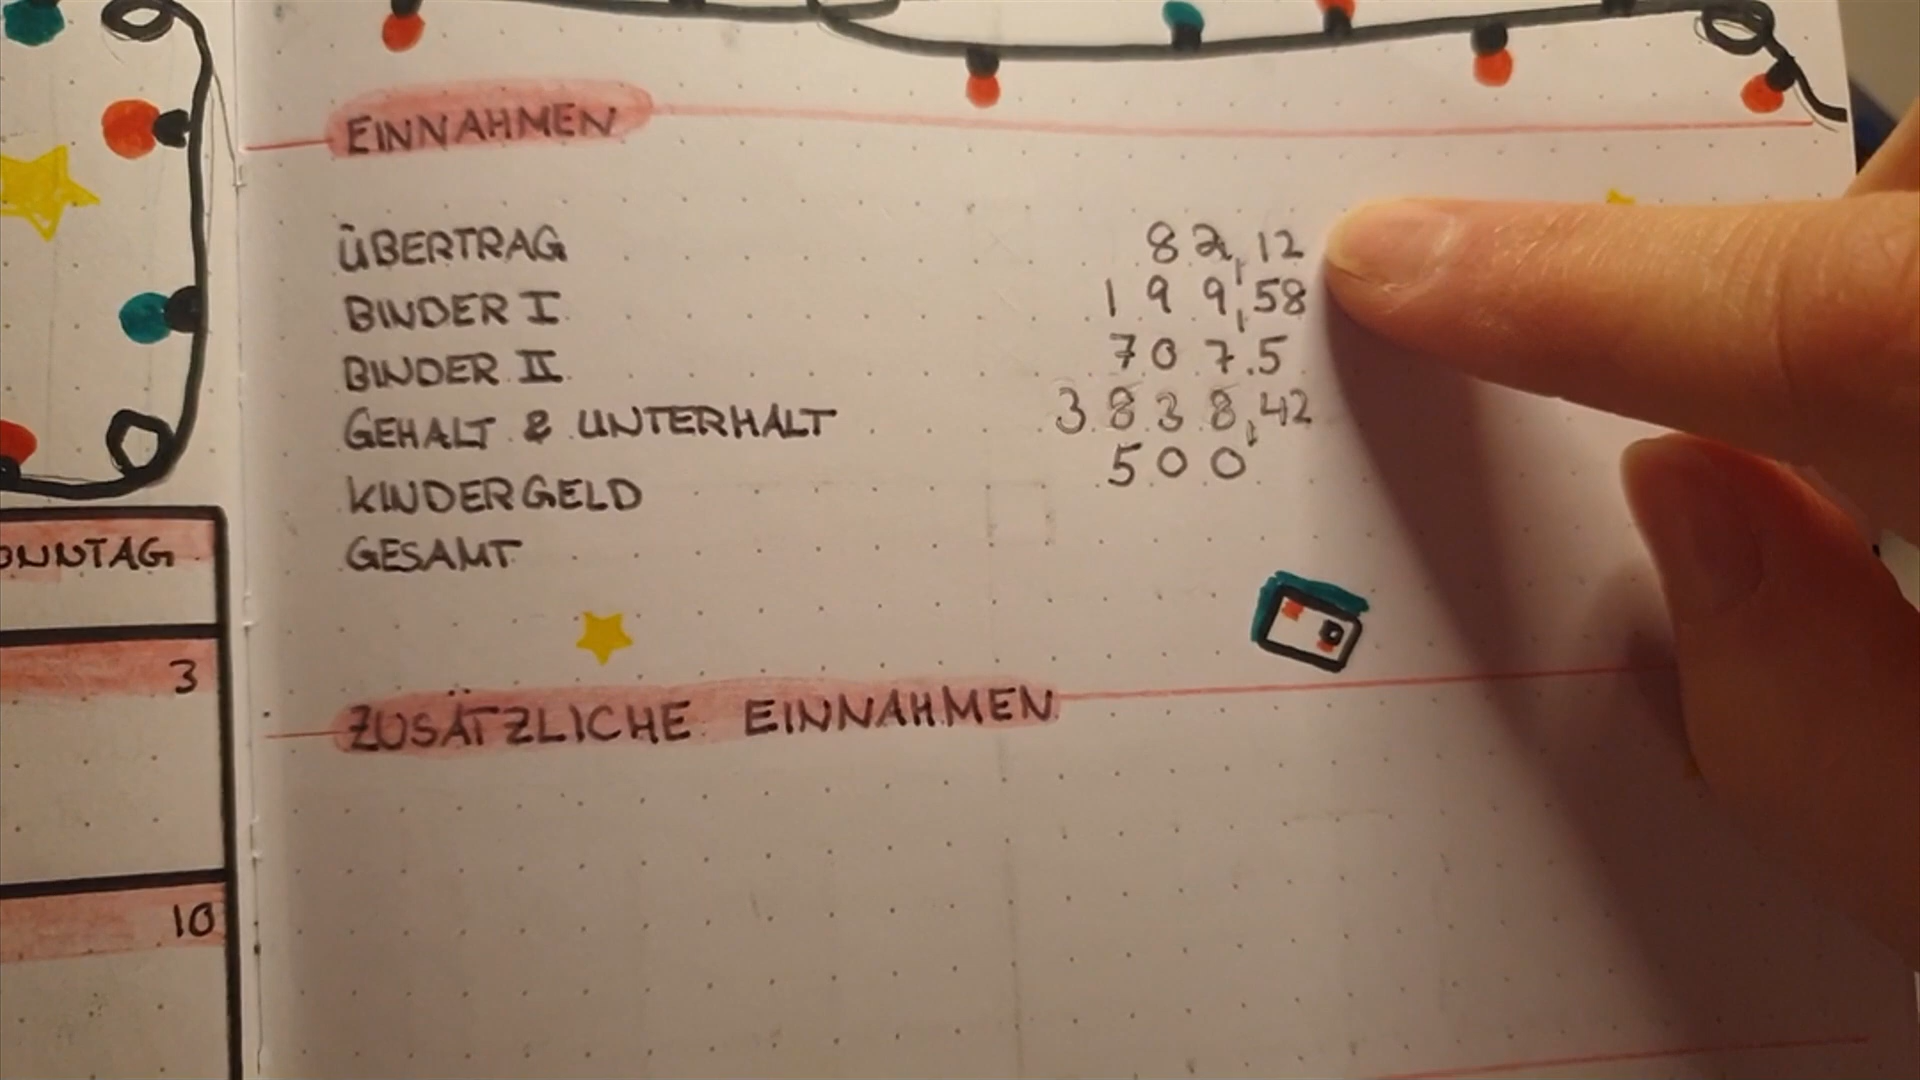 EINNAHMEN
ÜBERTRAG 82,12
BINDER I 199,58
BINDER II 707,5
GEHALT & UNTERHALT 3838,42
KINDERGELD 500
GESAMT
ZUSÄTZLICHE EINNAHMEN
ONNTAG
3
10